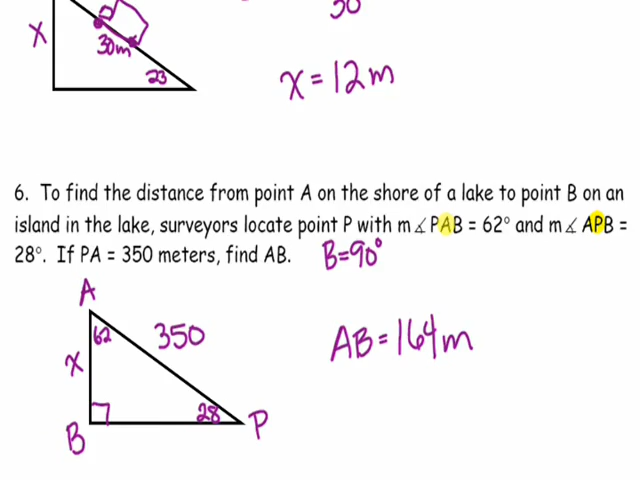 50
X
30m
23
x = 12m
6. To find the distance from point A on the shore of a lake to point B on an
island in the lake, surveyors locate point P with m∡PAB = 62° and m∡ APB =
28°. If PA = 350 meters, find AB. B=90°
A
62
350
x
AB = 164m
28
B
P